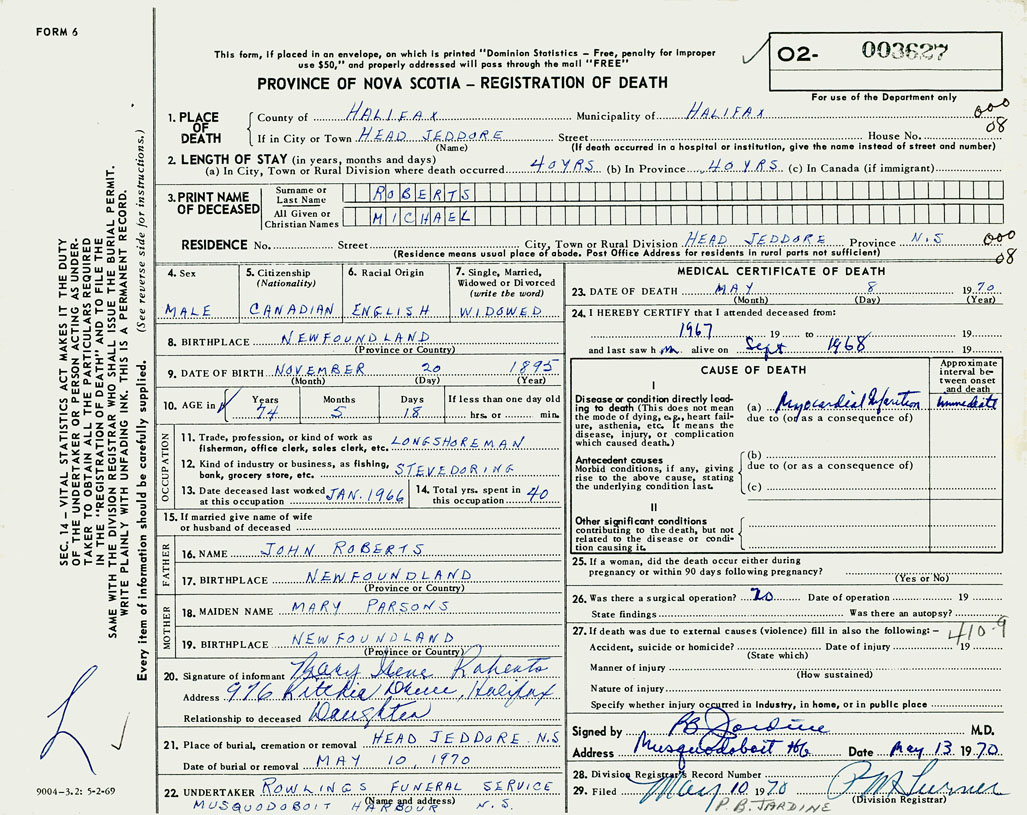 FORM 6
This form, if placed in an envelope, on which is printed "Dominion Statistics – Free, penalty for improper
use $50," and properly addressed will pass through the mail "FREE"
PROVINCE OF NOVA SCOTIA – REGISTRATION OF DEATH
02- 003627
For use of the Department only
1. PLACE OF DEATH
County of HALIFAX Municipality of HALIFAX 000
08
If in City or Town HEAD JEDDORE Street House No.
(Name) (If death occurred in a hospital or institution, give the name instead of street and number)
2. LENGTH OF STAY (in years, months and days)
(a) In City, Town or Rural Division where death occurred 40 YRS (b) In Province 40 YRS. (c) In Canada (if immigrant)
3. PRINT NAME OF DECEASED
Surname or Last Name ROBERTS
All Given or Christian Names MICHAEL
RESIDENCE No. Street City, Town or Rural Division HEAD JEDDORE Province N.S 000
(Residence means usual place of abode. Post Office Address for residents in rural parts not sufficient) 08
4. Sex
MALE
5. Citizenship (Nationality)
CANADIAN
6. Racial Origin
ENGLISH
7. Single, Married, Widowed or Divorced (write the word)
WIDOWED
8. BIRTHPLACE NEWFOUNDLAND
(Province or Country)
9. DATE OF BIRTH NOVEMBER 20 1895
(Month) (Day) (Year)
10. AGE in Years Months Days If less than one day old
74 5 18 hrs. or min.
OCCUPATION
11. Trade, profession, or kind of work as
fisherman, office clerk, sales clerk, etc. LONGSHOREMAN
12. Kind of industry or business, as fishing,
bank, grocery store, etc. STEVEDORING
13. Date deceased last worked at this occupation JAN. 1966 14. Total yrs. spent in this occupation 40
15. If married give name of wife
or husband of deceased
FATHER
16. NAME JOHN ROBERTS
17. BIRTHPLACE NEWFOUNDLAND
(Province or Country)
MOTHER
18. MAIDEN NAME MARY PARSONS
19. BIRTHPLACE NEWFOUNDLAND
(Province or Country)
20. Signature of informant Mary Irene Roberts
Address 976 Ritchie Drive, Halifax
Relationship to deceased Daughter
21. Place of burial, cremation or removal HEAD JEDDORE N.S
Date of burial or removal MAY 10, 1970
22. UNDERTAKER ROWLINGS FUNERAL SERVICE
(Name and address)
MUSQUODOBOIT HARBOUR N.S.
MEDICAL CERTIFICATE OF DEATH
23. DATE OF DEATH MAY 8 1970
(Month) (Day) (Year)
24. I HEREBY CERTIFY that I attended deceased from:
1967 19 to 19
and last saw h im alive on Sept 1968 19
CAUSE OF DEATH
Approximate interval between onset and death
I
Disease or condition directly leading
to death (This does not mean
the mode of dying, e.g., heart failure,
asthenia, etc. It means the
disease, injury, or complication
which caused death.)
(a) Myocardial Infarction immediate
due to (or as a consequence of)
Antecedent causes
Morbid conditions, if any, giving
rise to the above cause, stating
the underlying condition last.
(b)
due to (or as a consequence of)
(c)
II
Other significant conditions
contributing to the death, but not
related to the disease or condition
causing it.
25. If a woman, did the death occur either during
pregnancy or within 90 days following pregnancy?
(Yes or No)
26. Was there a surgical operation? no Date of operation 19
State findings Was there an autopsy?
27. If death was due to external causes (violence) fill in also the following: – 410.9
Accident, suicide or homicide? Date of injury 19
(State which)
Manner of injury
(How sustained)
Nature of injury
Specify whether injury occurred in industry, in home, or in public place
Signed by P.B. Jardine M.D.
Address Musquodoboit Hb Date May 13 1970
28. Division Registrar's Record Number
29. Filed May 10 1970
(Division Registrar)
P.B. JARDINE
SEC. 14 – VITAL STATISTICS ACT MAKES IT THE DUTY
OF THE UNDERTAKER OR PERSON ACTING AS UNDERTAKER
TO OBTAIN ALL THE PARTICULARS REQUIRED
IN THE "REGISTRATION OF DEATH" AND TO FILE THE
SAME WITH THE DIVISION REGISTRAR WHO SHALL ISSUE THE BURIAL PERMIT.
WRITE PLAINLY WITH UNFADING INK. THIS IS A PERMANENT RECORD.
Every item of information should be carefully supplied. (See reverse side for instructions.)
9004-3.2: 5-2-69